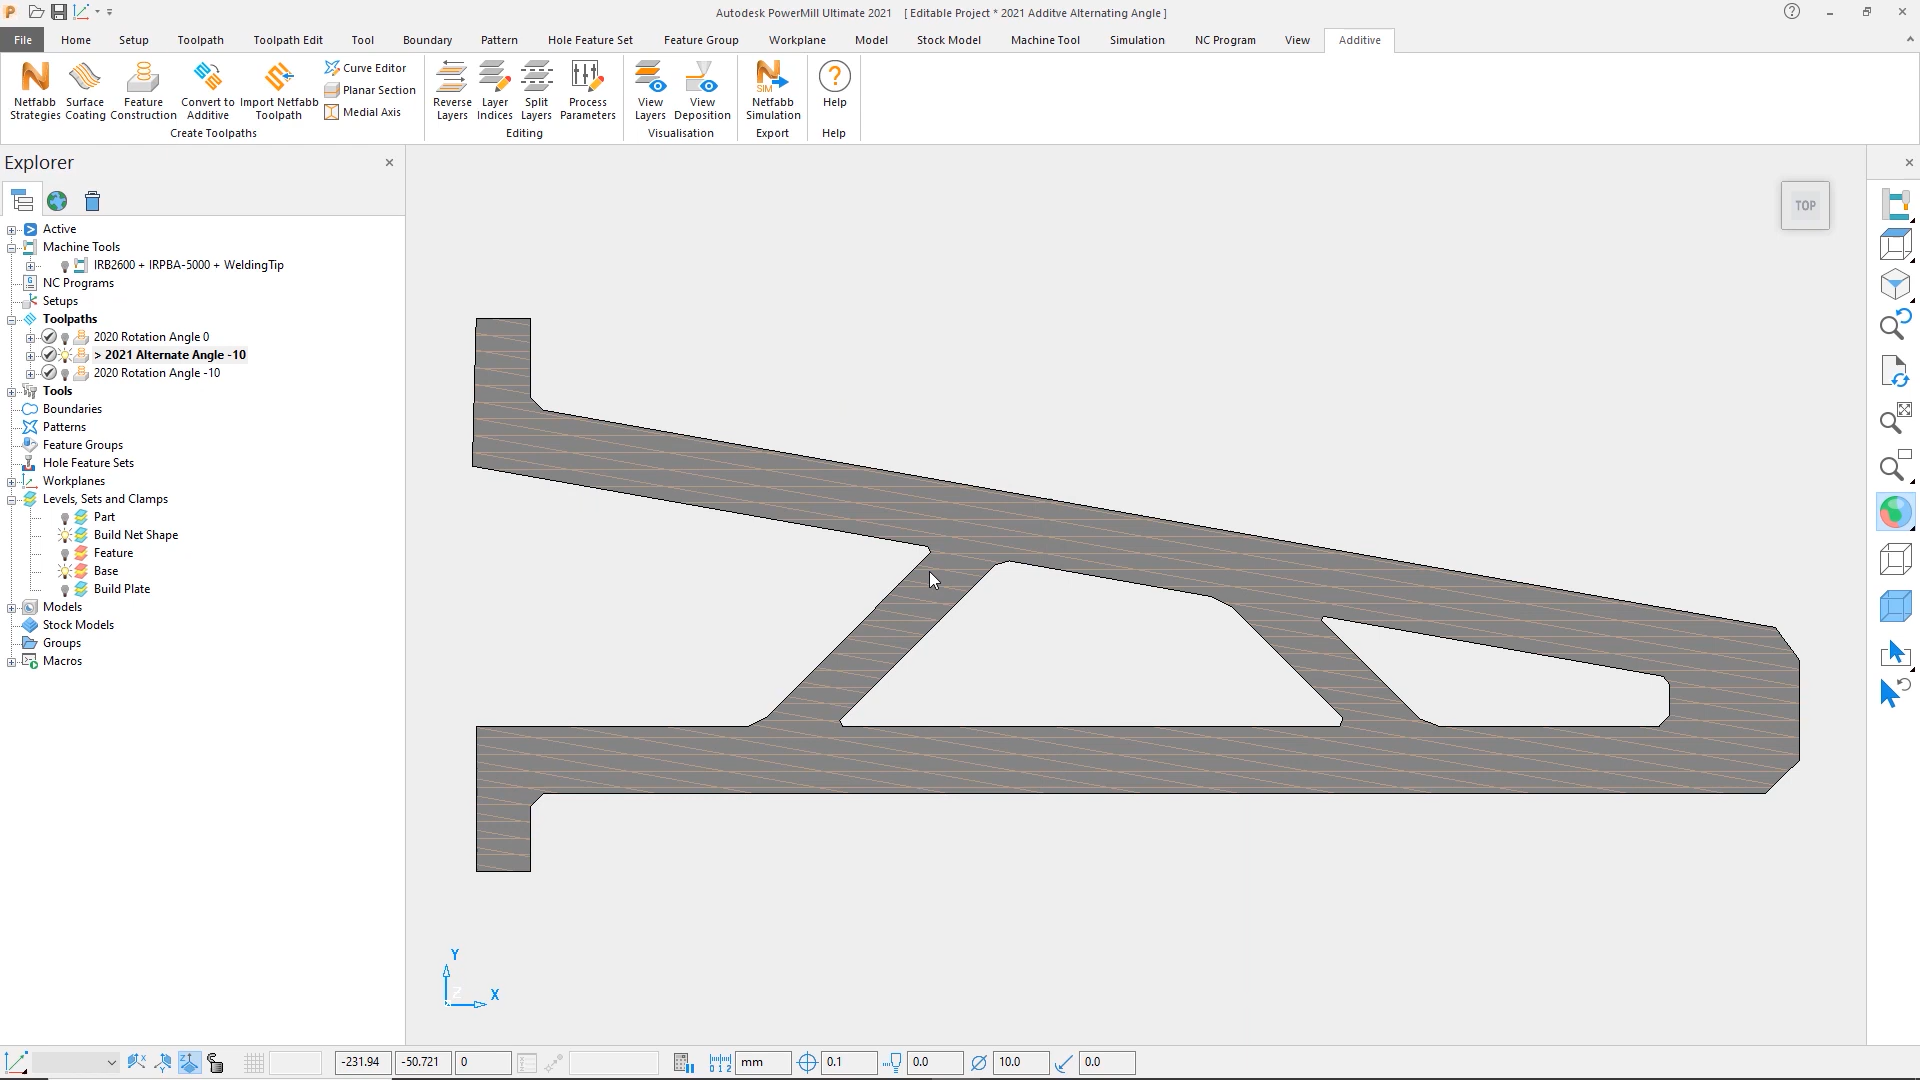 Autodesk PowerMill Ultimate 2021 [ Editable Project * 2021 Additve Alternating Angle ]
File Home Setup Toolpath Toolpath Edit Tool Boundary Pattern Hole Feature Set Feature Group Workplane Model Stock Model Machine Tool Simulation NC Program View Additive
Netfabb Strategies
Surface Coating
Feature Construction
Convert to Additive
Import Netfabb Toolpath
Curve Editor
Planar Section
Medial Axis
Create Toolpaths
Reverse Layers
Layer Indices
Split Layers
Process Parameters
Editing
View Layers
View Deposition
Visualisation
SIM
Netfabb Simulation
Export
Help
Help
Explorer
Active
Machine Tools
IRB2600 + IRPBA-5000 + WeldingTip
NC Programs
Setups
Toolpaths
2020 Rotation Angle 0
> 2021 Alternate Angle -10
2020 Rotation Angle -10
Tools
Boundaries
Patterns
Feature Groups
Hole Feature Sets
Workplanes
Levels, Sets and Clamps
Part
Build Net Shape
Feature
Base
Build Plate
Models
Stock Models
Groups
Macros
TOP
Y
Z
X
-231.94 -50.721 0 mm 0.1 0.0 10.0 0.0